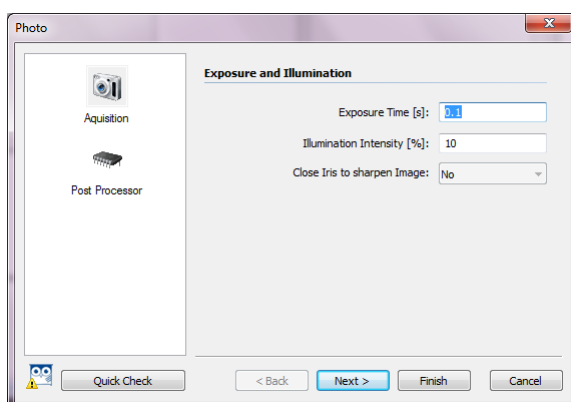 Photo
Aquisition
Post Processor
Exposure and Illumination
Exposure Time [s]: 0.1
Illumination Intensity [%]: 10
Close Iris to sharpen Image: No
Quick Check
< Back
Next >
Finish
Cancel